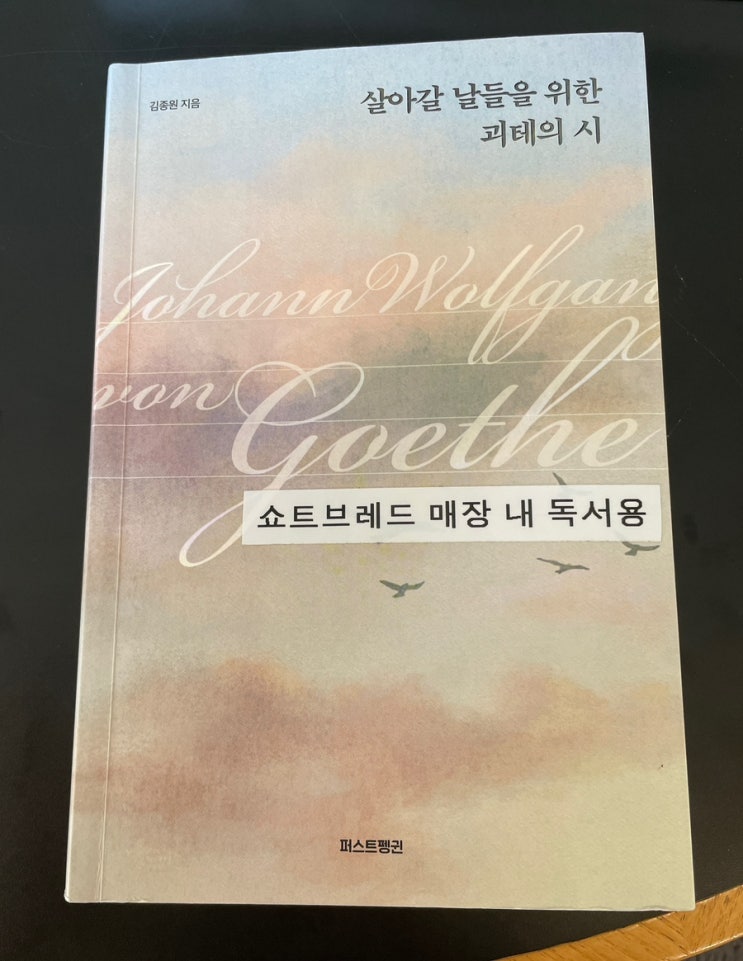 김종원 지음
살아갈 날들을 위한
괴테의 시
Johann Wolfgang
von Goethe
쇼트브레드 매장 내 독서용
퍼스트펭귄